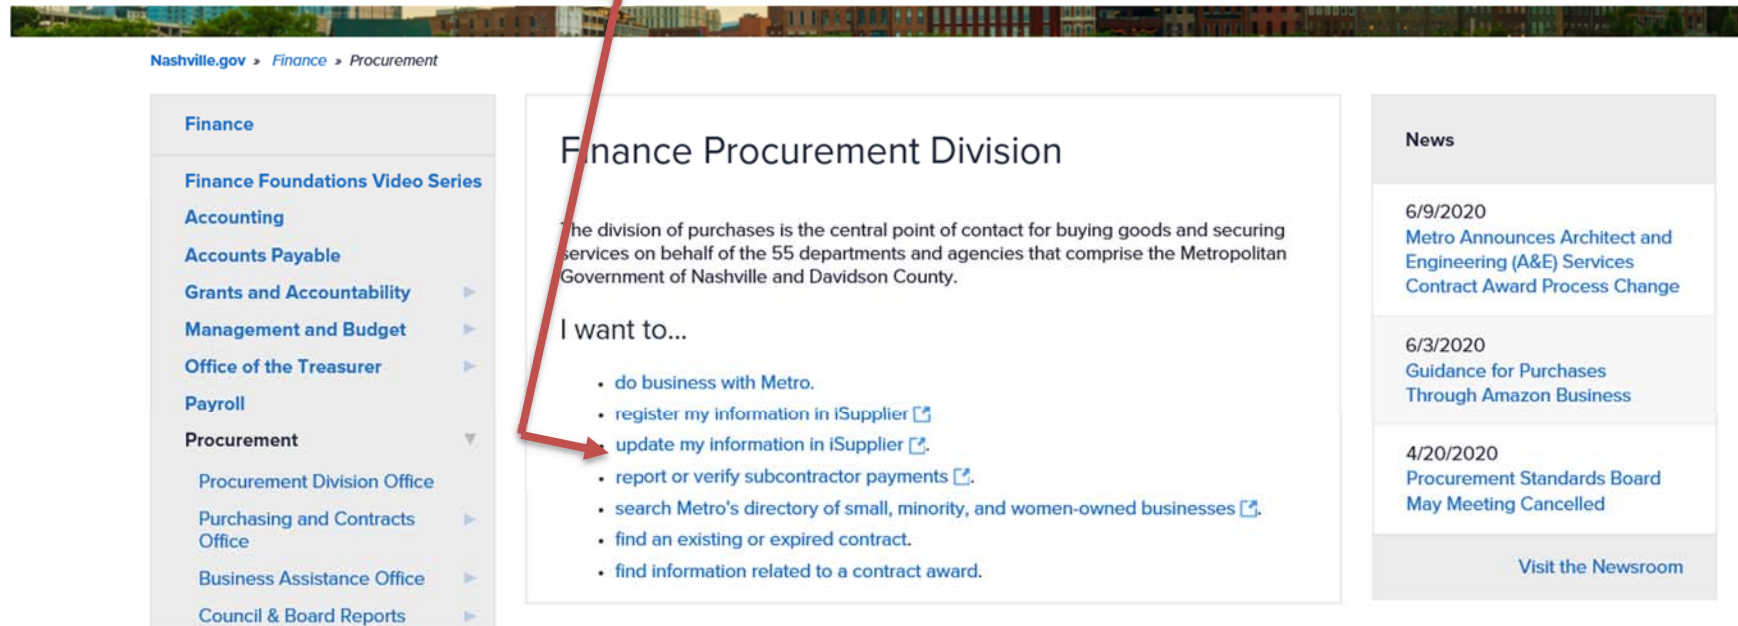 Nashville.gov » Finance » Procurement
Finance
Finance Foundations Video Series
Accounting
Accounts Payable
Grants and Accountability
Management and Budget
Office of the Treasurer
Payroll
Procurement
Procurement Division Office
Purchasing and Contracts
Office
Business Assistance Office
Council & Board Reports
Finance Procurement Division
The division of purchases is the central point of contact for buying goods and securing
services on behalf of the 55 departments and agencies that comprise the Metropolitan
Government of Nashville and Davidson County.
I want to...
• do business with Metro.
• register my information in iSupplier
• update my information in iSupplier.
• report or verify subcontractor payments.
• search Metro's directory of small, minority, and women-owned businesses.
• find an existing or expired contract.
• find information related to a contract award.
News
6/9/2020
Metro Announces Architect and
Engineering (A&E) Services
Contract Award Process Change
6/3/2020
Guidance for Purchases
Through Amazon Business
4/20/2020
Procurement Standards Board
May Meeting Cancelled
Visit the Newsroom